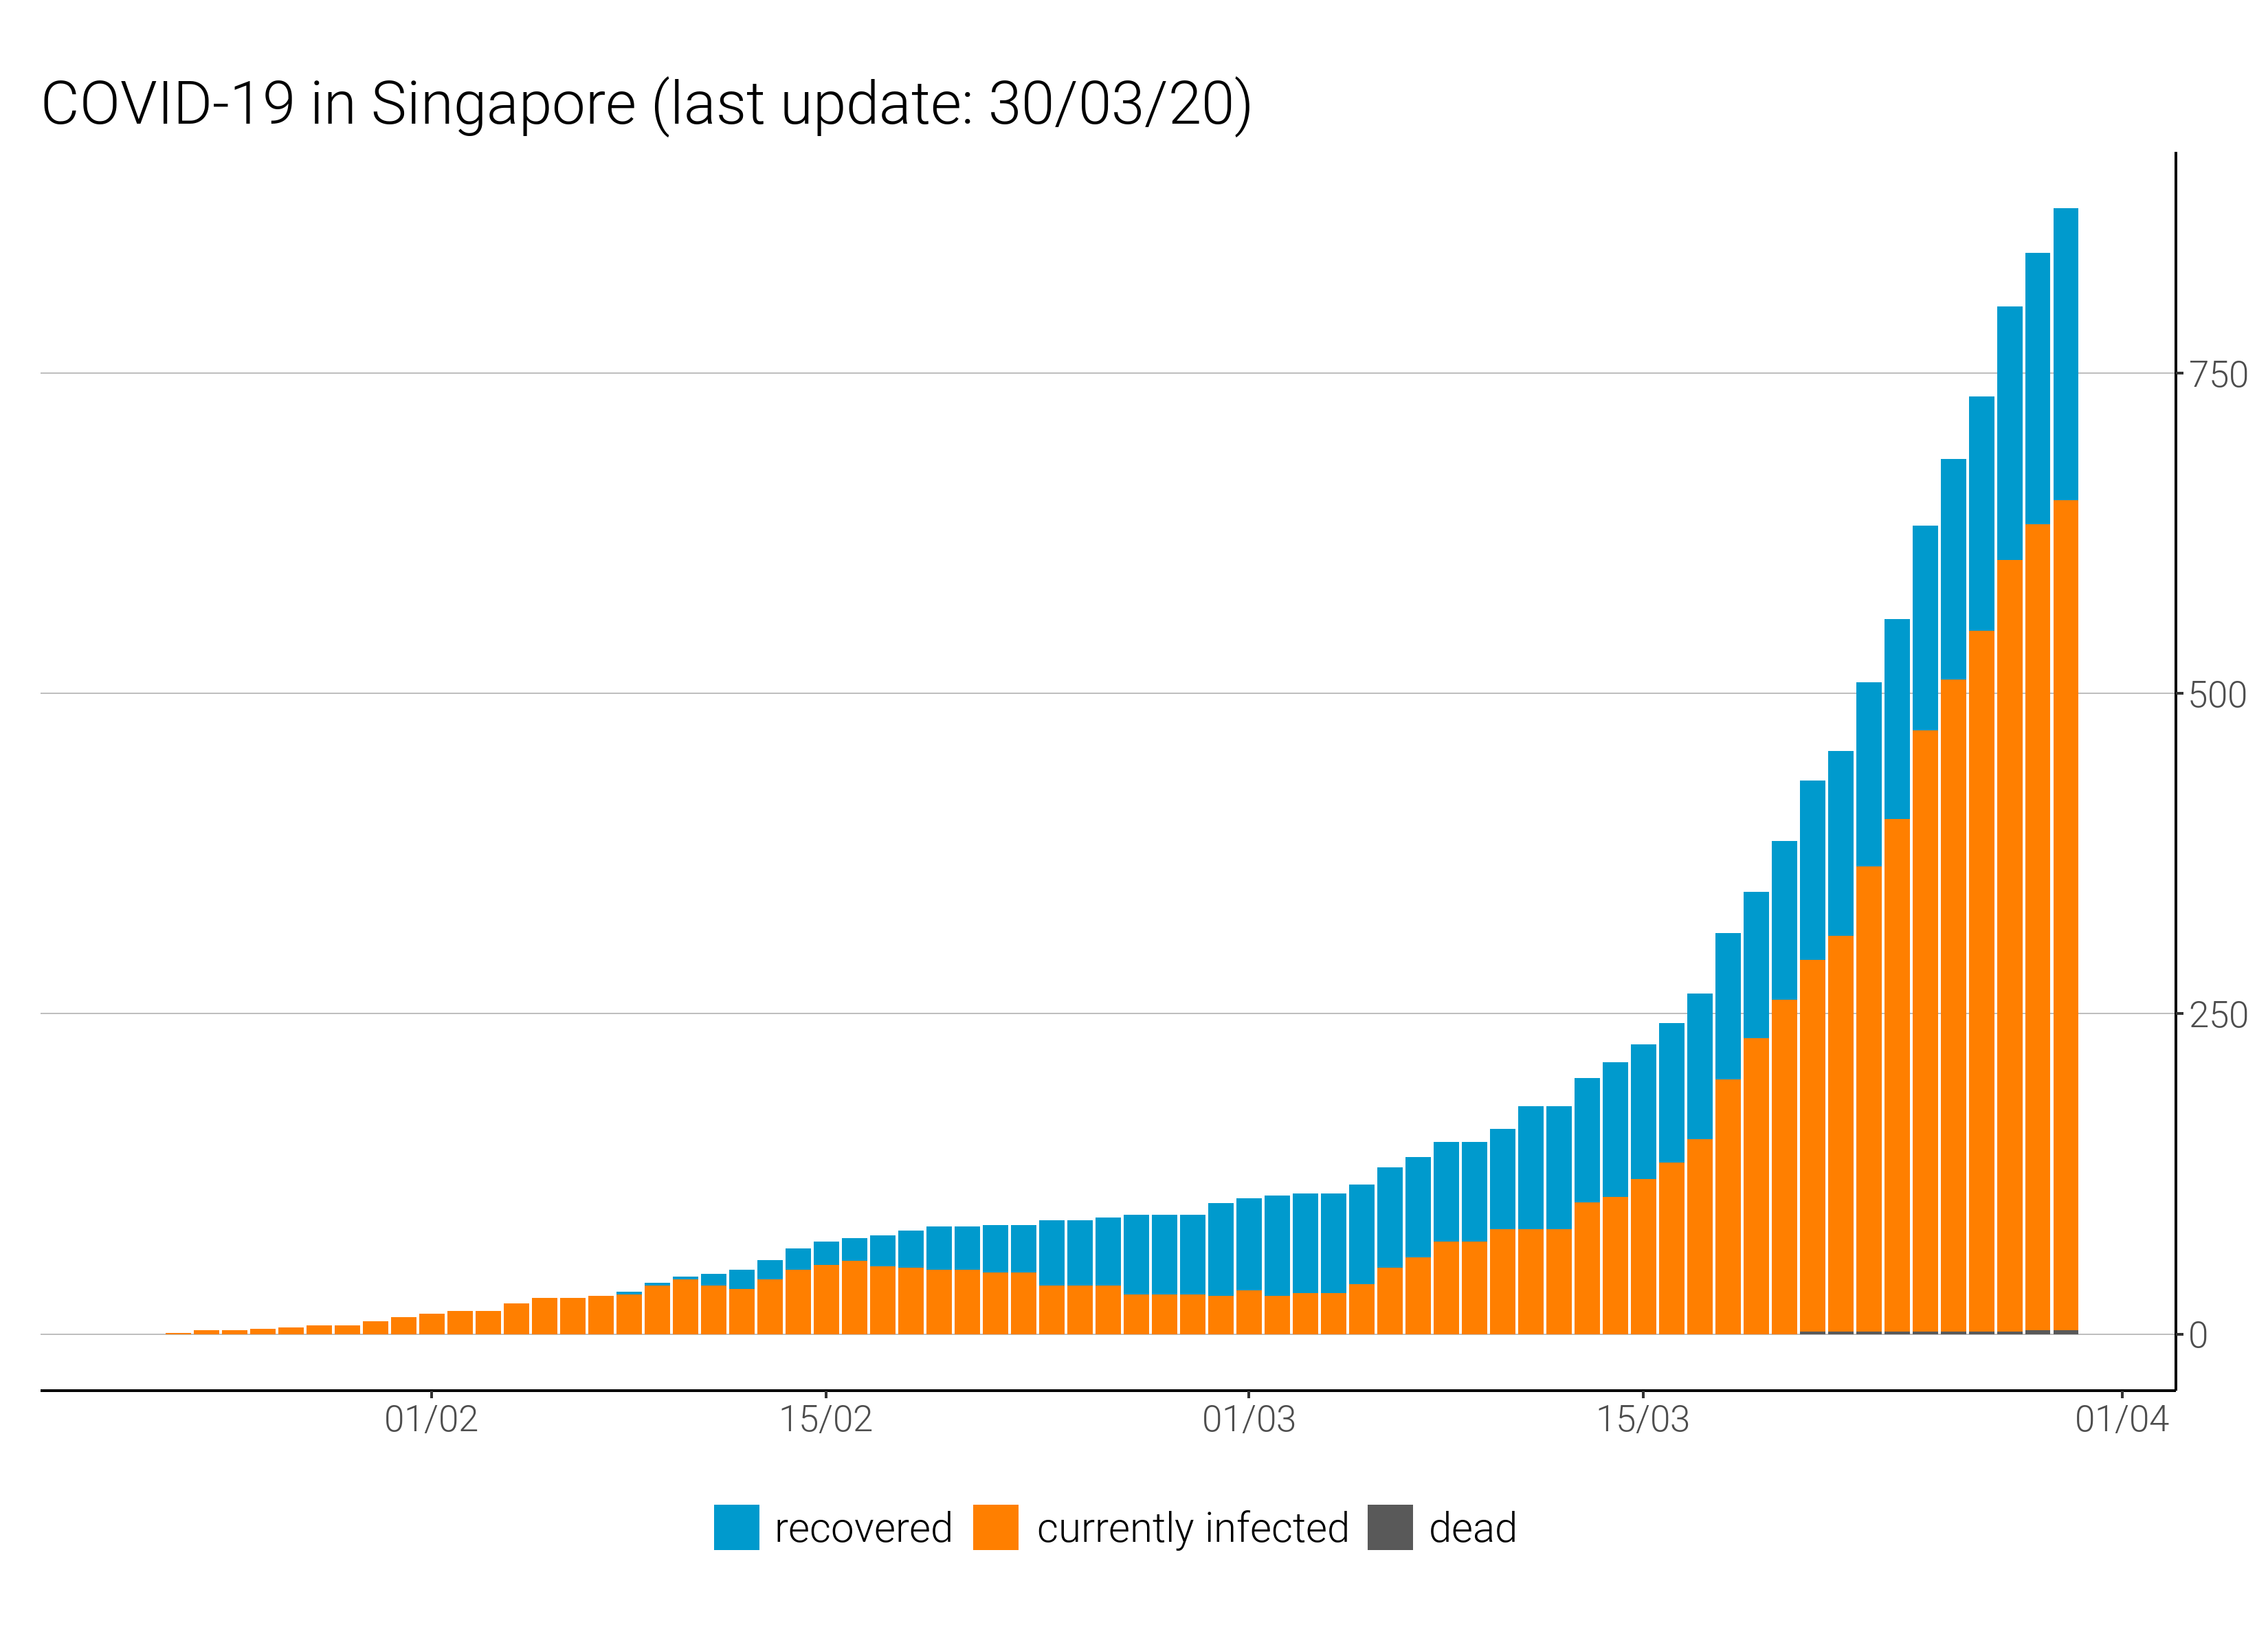 COVID-19 in Singapore (last update: 30/03/20)
750
500
250
0
01/02 15/02 01/03 15/03 01/04
recovered currently infected dead